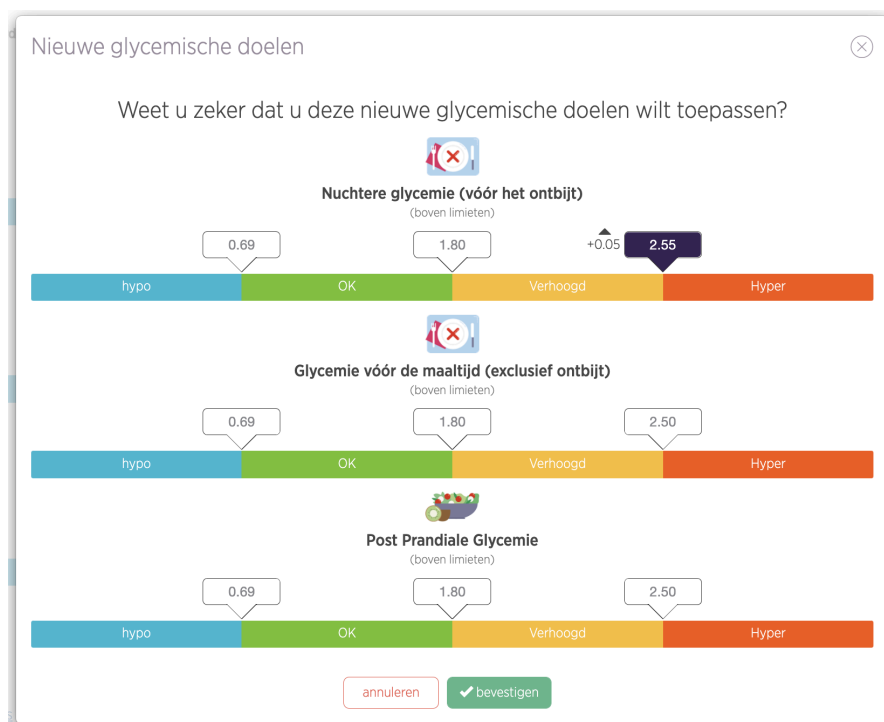 Nieuwe glycemische doelen
Weet u zeker dat u deze nieuwe glycemische doelen wilt toepassen?
Nuchtere glycemie (vóór het ontbijt)
(boven limieten)
0.69 1.80 +0.05 2.55
hypo OK Verhoogd Hyper
Glycemie vóór de maaltijd (exclusief ontbijt)
(boven limieten)
0.69 1.80 2.50
hypo OK Verhoogd Hyper
Post Prandiale Glycemie
(boven limieten)
0.69 1.80 2.50
hypo OK Verhoogd Hyper
annuleren bevestigen